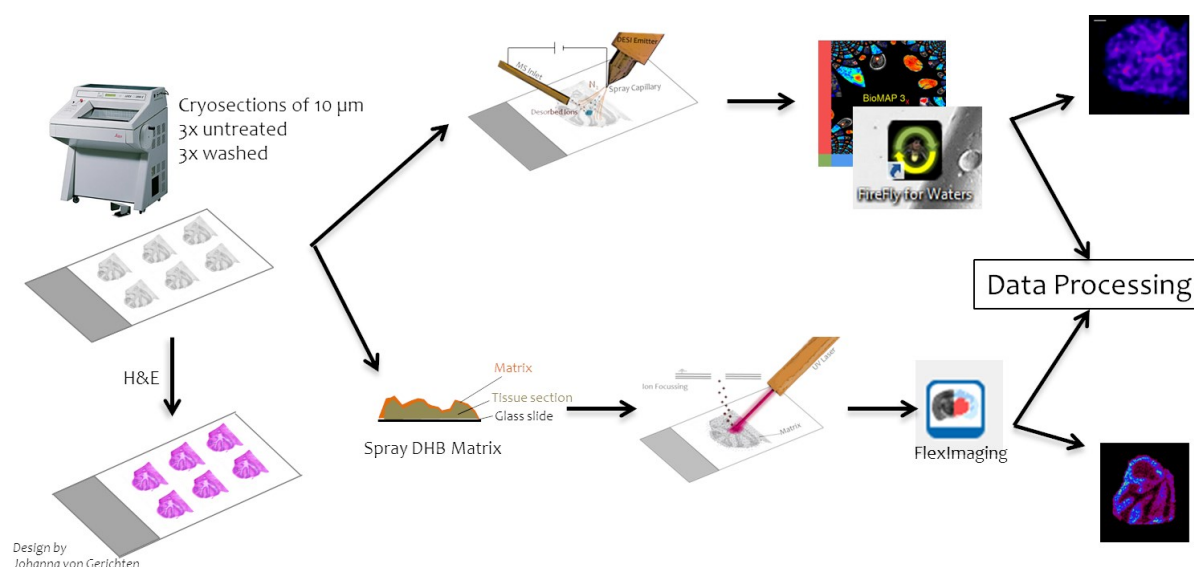 Cryosections of 10 µm
3x untreated
3x washed
H&E
Design by
Johanna von Gerichten
MS Inlet
DESI Emitter
N₂
Spray Capillary
Desorbed Ions
BioMAP 3
FireFly for Waters
Matrix
Tissue section
Glass slide
Spray DHB Matrix
Ion Focussing
UV Laser
Matrix
FlexImaging
Data Processing